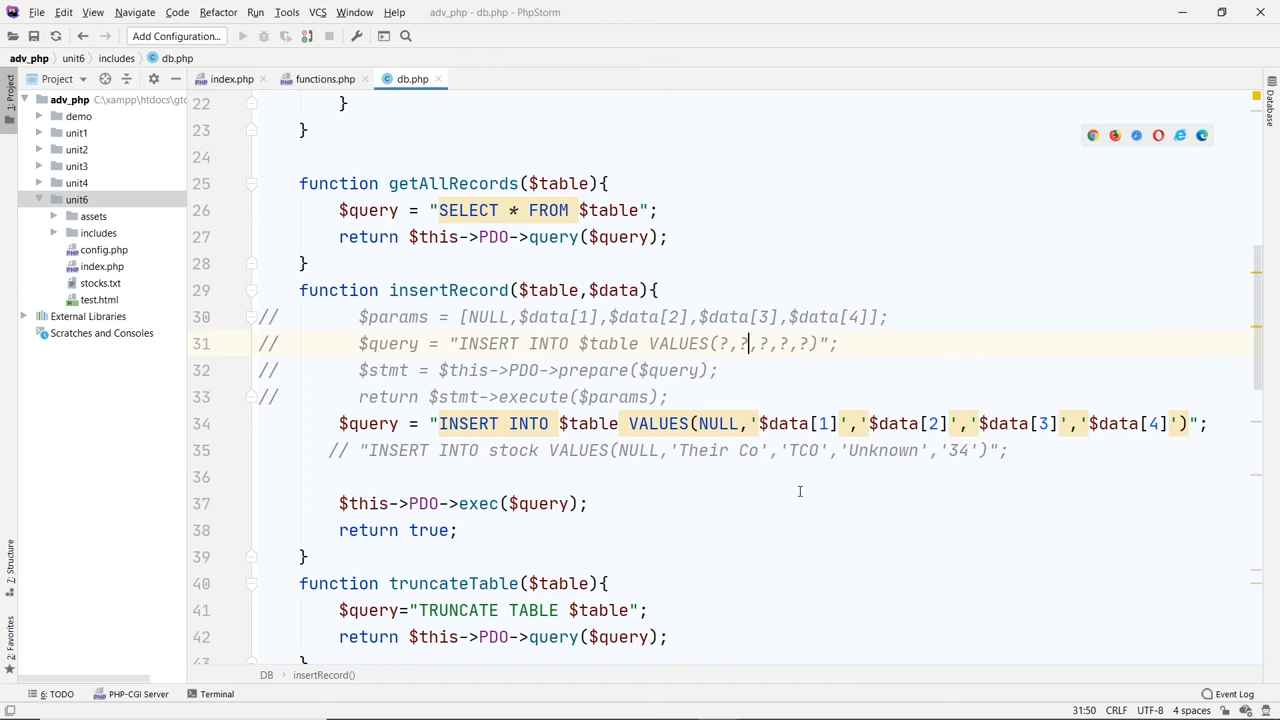 File Edit View Navigate Code Refactor Run Tools VCS Window Help adv_php - db.php - PhpStorm
Add Configuration...
adv_php unit6 includes db.php
Project index.php functions.php db.php
1: Project
adv_php C:\xampp\htdocs\gtc
demo
unit1
unit2
unit3
unit4
unit6
assets
includes
config.php
index.php
stocks.txt
test.html
External Libraries
Scratches and Consoles
7: Structure
2: Favorites
22 }
23 }
24
25 function getAllRecords($table){
26 $query = "SELECT * FROM $table";
27 return $this->PDO->query($query);
28 }
29 function insertRecord($table,$data){
30 // $params = [NULL,$data[1],$data[2],$data[3],$data[4]];
31 // $query = "INSERT INTO $table VALUES(?,?,?,?,?)";
32 // $stmt = $this->PDO->prepare($query);
33 // return $stmt->execute($params);
34 $query = "INSERT INTO $table VALUES(NULL,'$data[1]','$data[2]','$data[3]','$data[4]')";
35 // "INSERT INTO stock VALUES(NULL,'Their Co','TCO','Unknown','34')";
36
37 $this->PDO->exec($query);
38 return true;
39 }
40 function truncateTable($table){
41 $query="TRUNCATE TABLE $table";
42 return $this->PDO->query($query);
43 }
Database
DB insertRecord()
6: TODO PHP-CGI Server Terminal Event Log
31:50 CRLF UTF-8 4 spaces